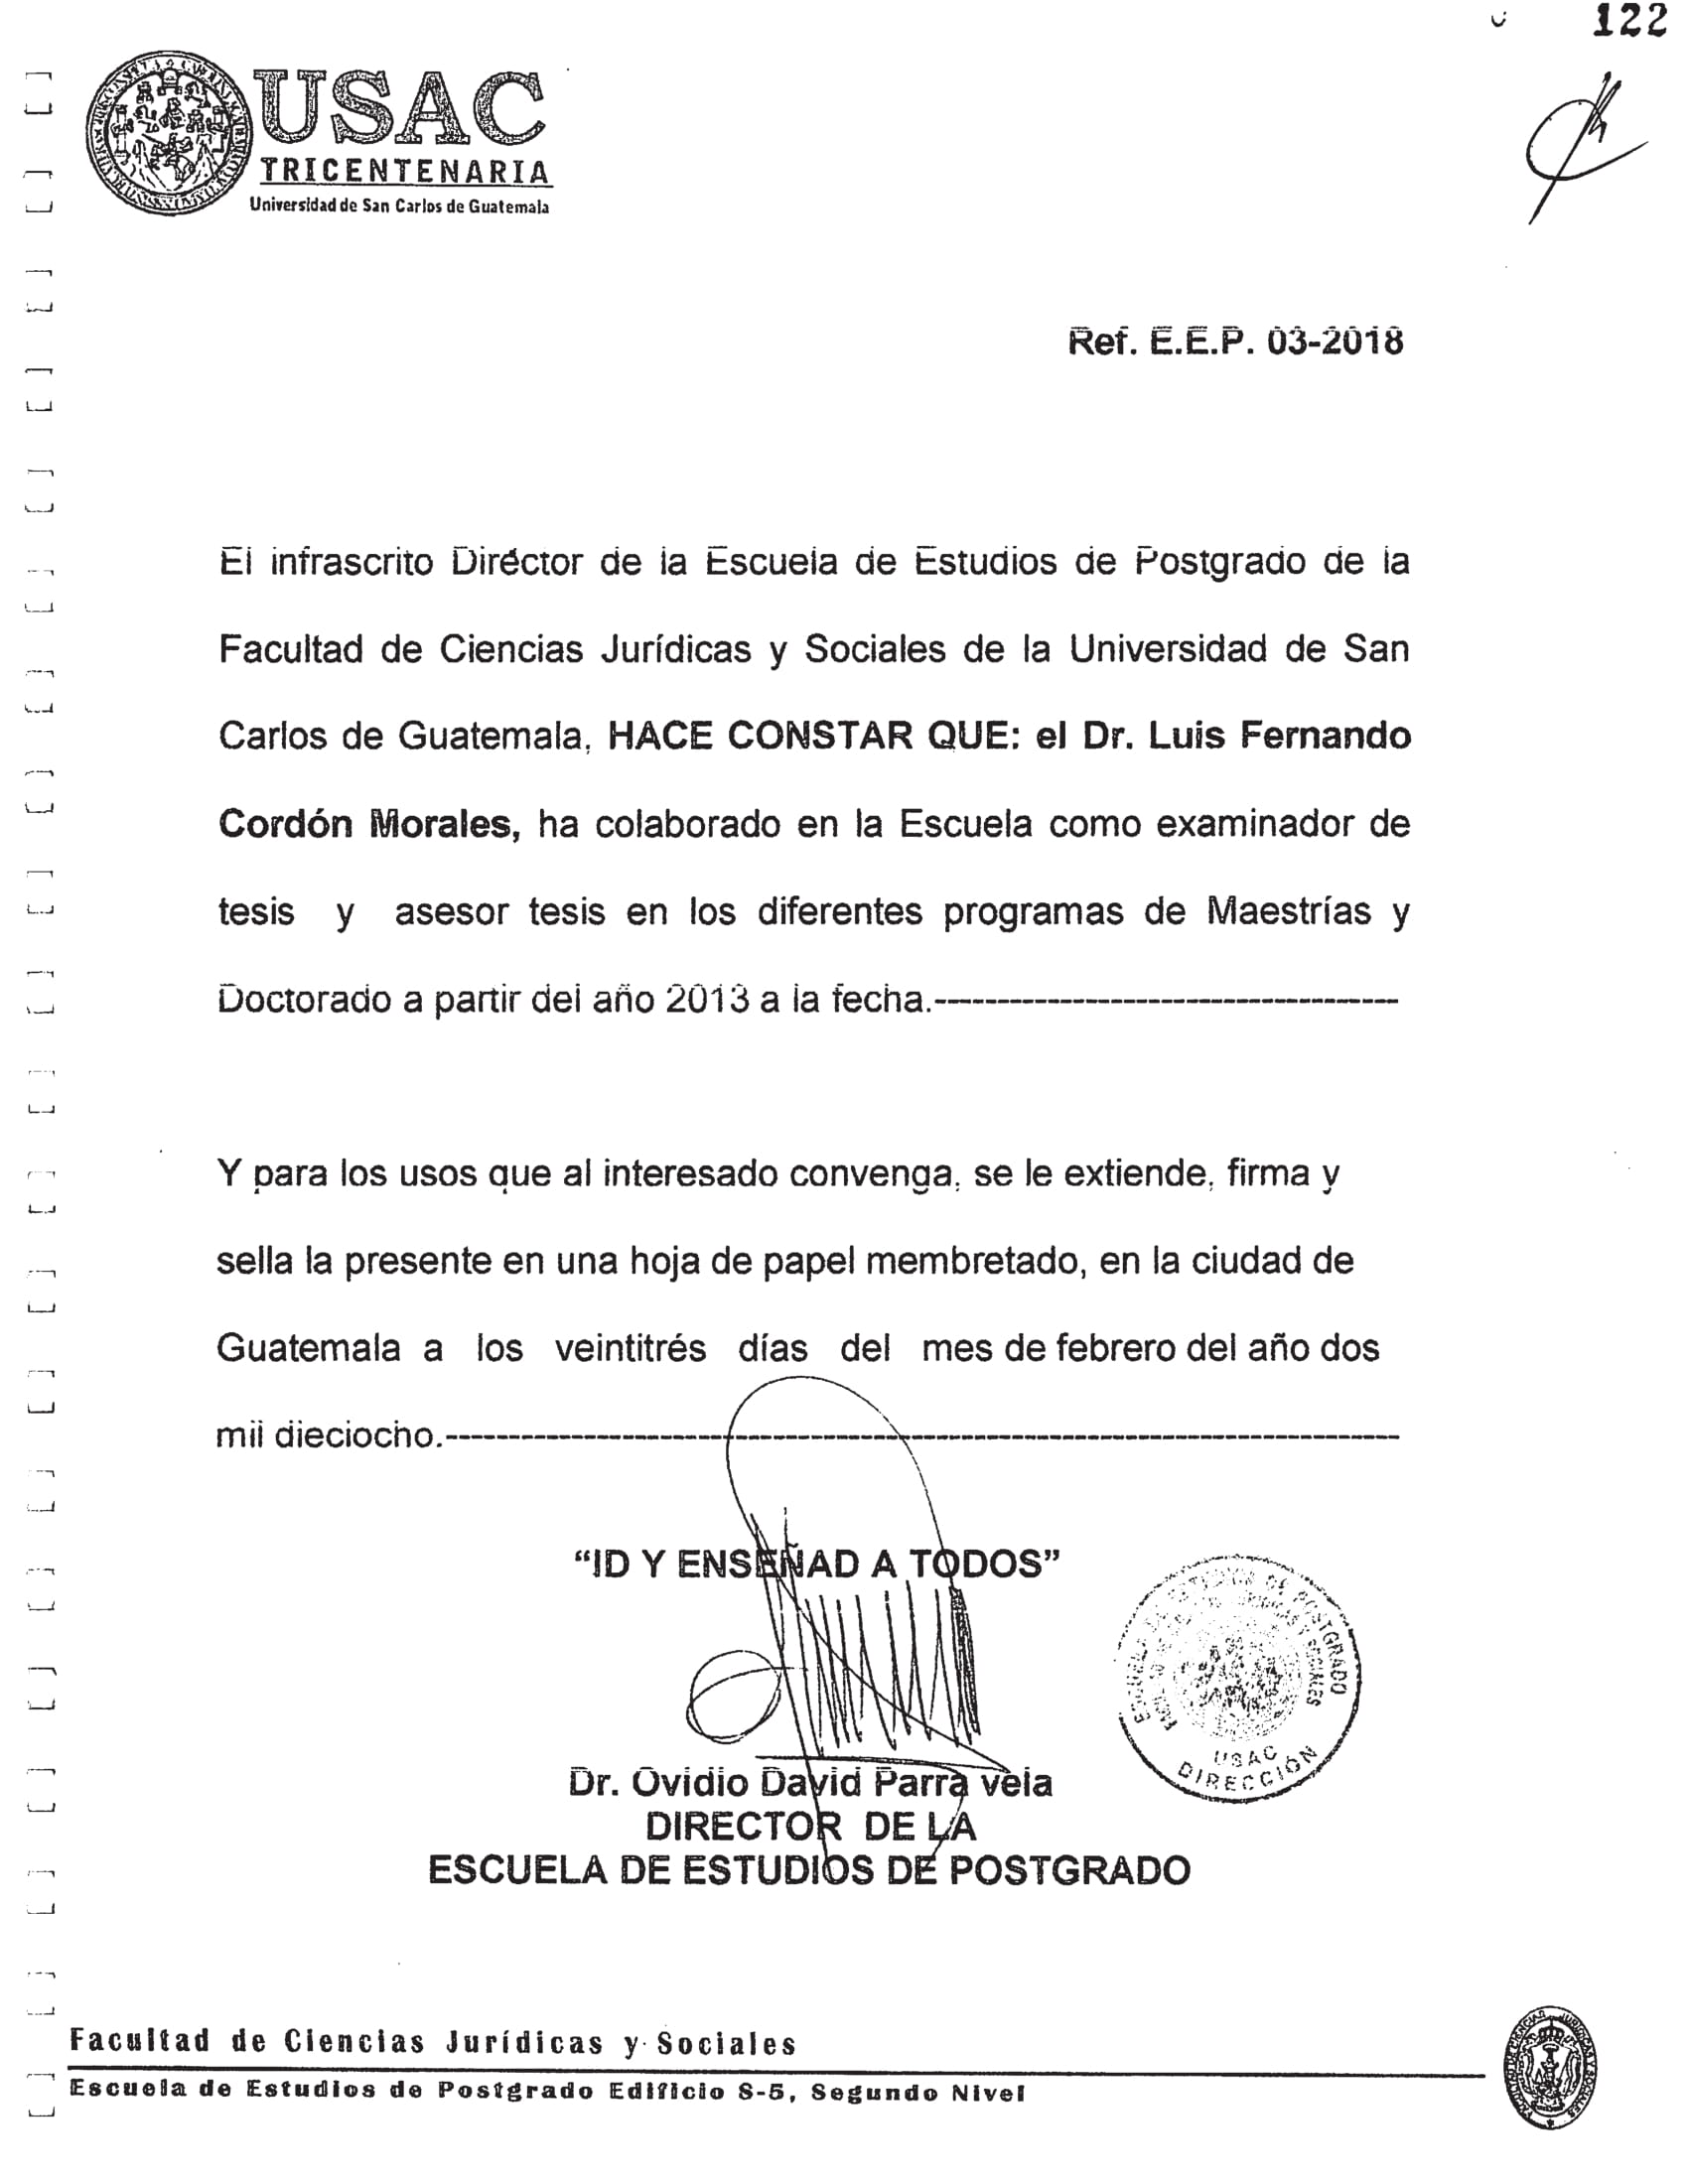 122
USAC
TRICENTENARIA
Universidad de San Carlos de Guatemala
Ref. E.E.P. 03-2018
El infrascrito Diréctor de la Escuela de Estudios de Postgrado de la
Facultad de Ciencias Jurídicas y Sociales de la Universidad de San
Carlos de Guatemala, HACE CONSTAR QUE: el Dr. Luis Fernando
Cordón Morales, ha colaborado en la Escuela como examinador de
tesis y asesor tesis en los diferentes programas de Maestrías y
Doctorado a partir del año 2013 a la fecha.-------------------------------------
Y para los usos que al interesado convenga, se le extiende, firma y
sella la presente en una hoja de papel membretado, en la ciudad de
Guatemala a los veintitrés días del mes de febrero del año dos
mil dieciocho.----------------------------------------------------------------------------
“ID Y ENSEÑAD A TODOS”
POSTGRADO
SOCIALES
USAC
DIRECCIÓN
Dr. Ovidio David Parra vela
DIRECTOR DE LA
ESCUELA DE ESTUDIOS DE POSTGRADO
Facultad de Ciencias Jurídicas y Sociales
Escuela de Estudios de Postgrado Edificio S-5, Segundo Nivel